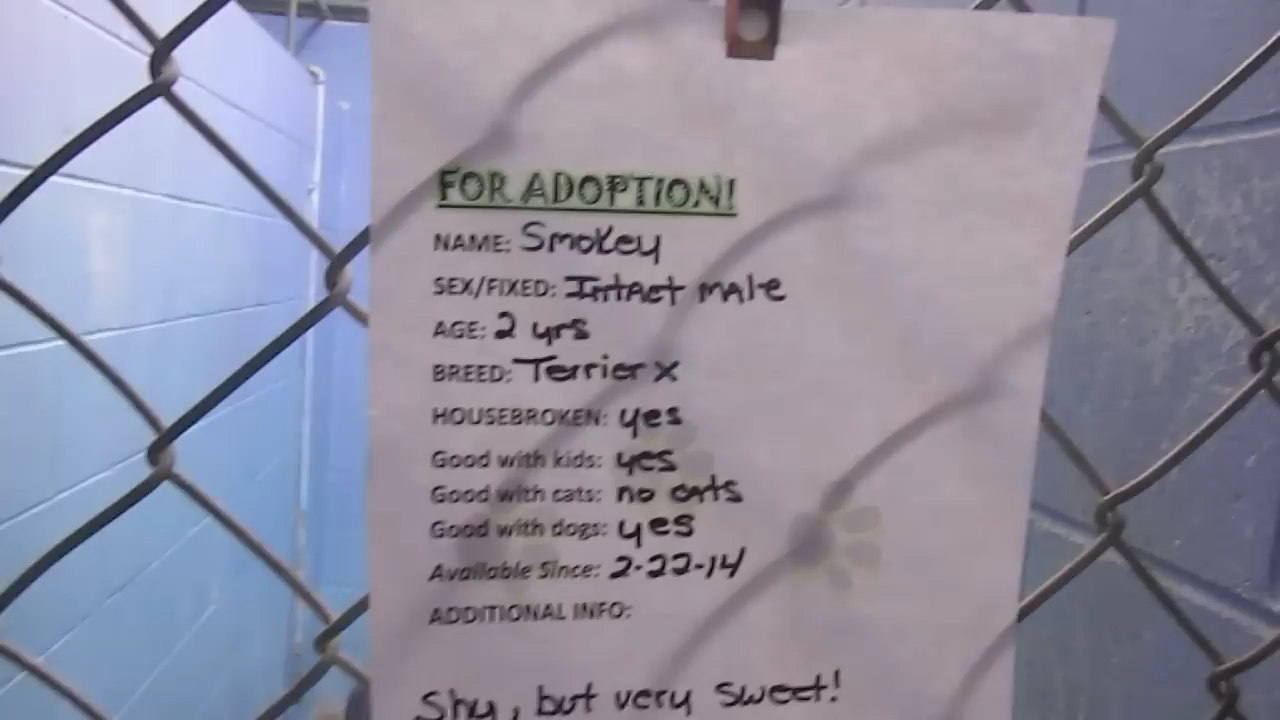 FOR ADOPTION!
NAME: Smokey
SEX/FIXED: Intact male
AGE: 2 yrs
BREED: Terrier x
HOUSEBROKEN: yes
Good with kids: yes
Good with cats: no cats
Good with dogs: yes
Available Since: 2-22-14
ADDITIONAL INFO:
Shy, but very sweet!